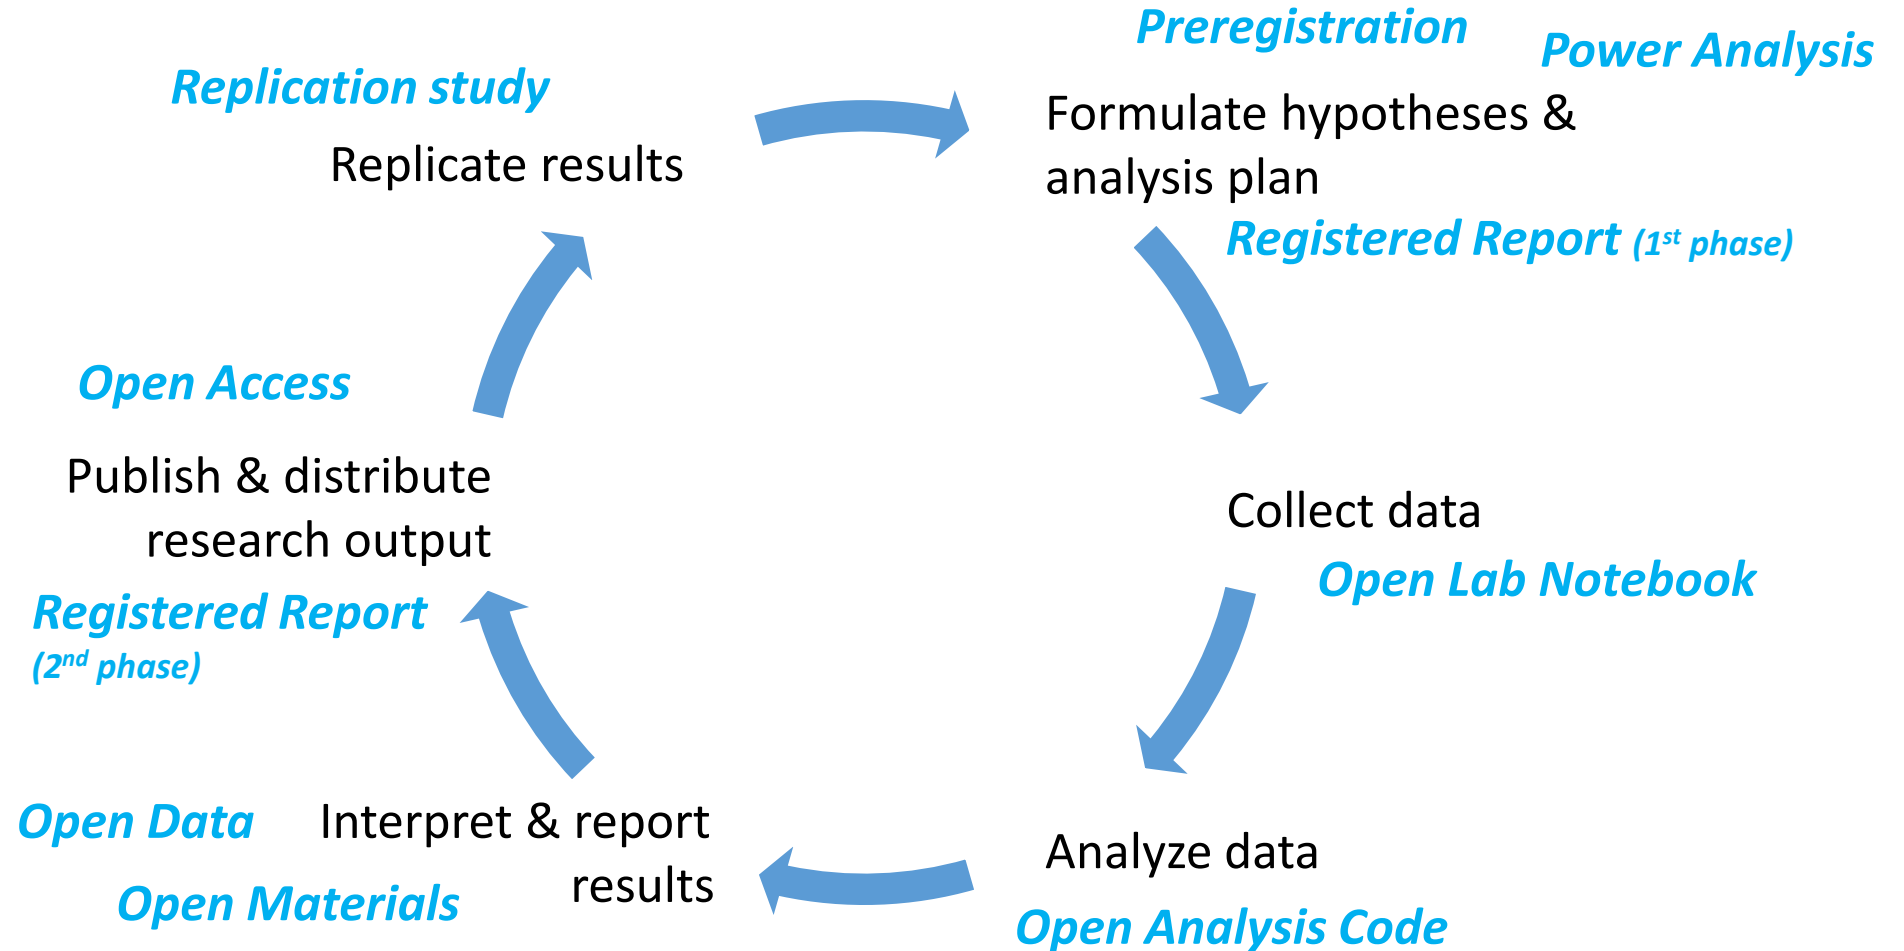 Preregistration
Power Analysis
Formulate hypotheses &
analysis plan
Registered Report (1st phase)
Collect data
Open Lab Notebook
Analyze data
Open Analysis Code
Interpret & report
results
Open Data
Open Materials
Open Access
Publish & distribute
research output
Registered Report
(2nd phase)
Replication study
Replicate results